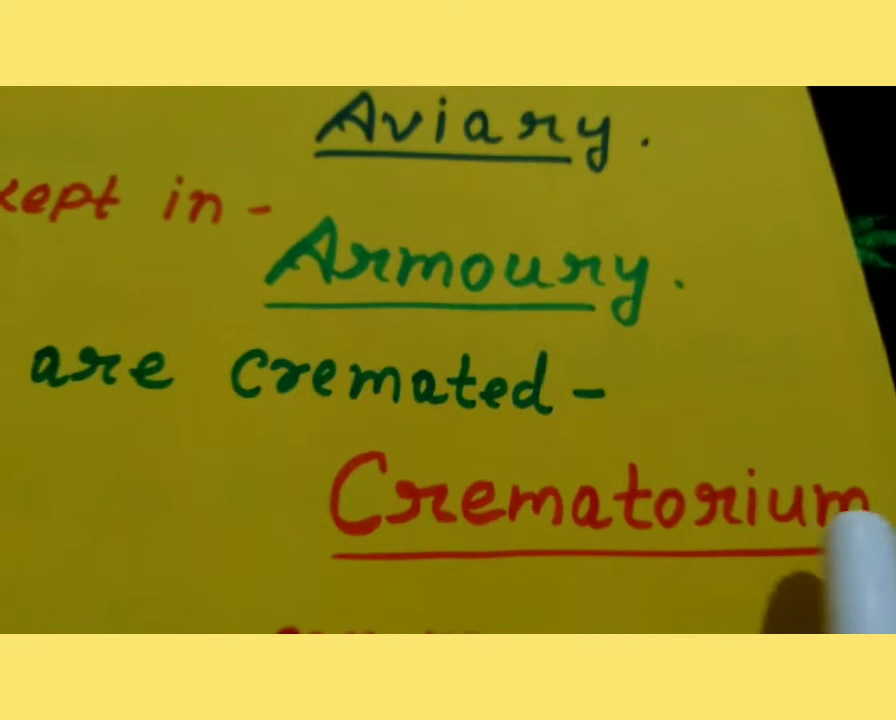 Aviary.
kept in -
Armoury.
are cremated -
Crematorium